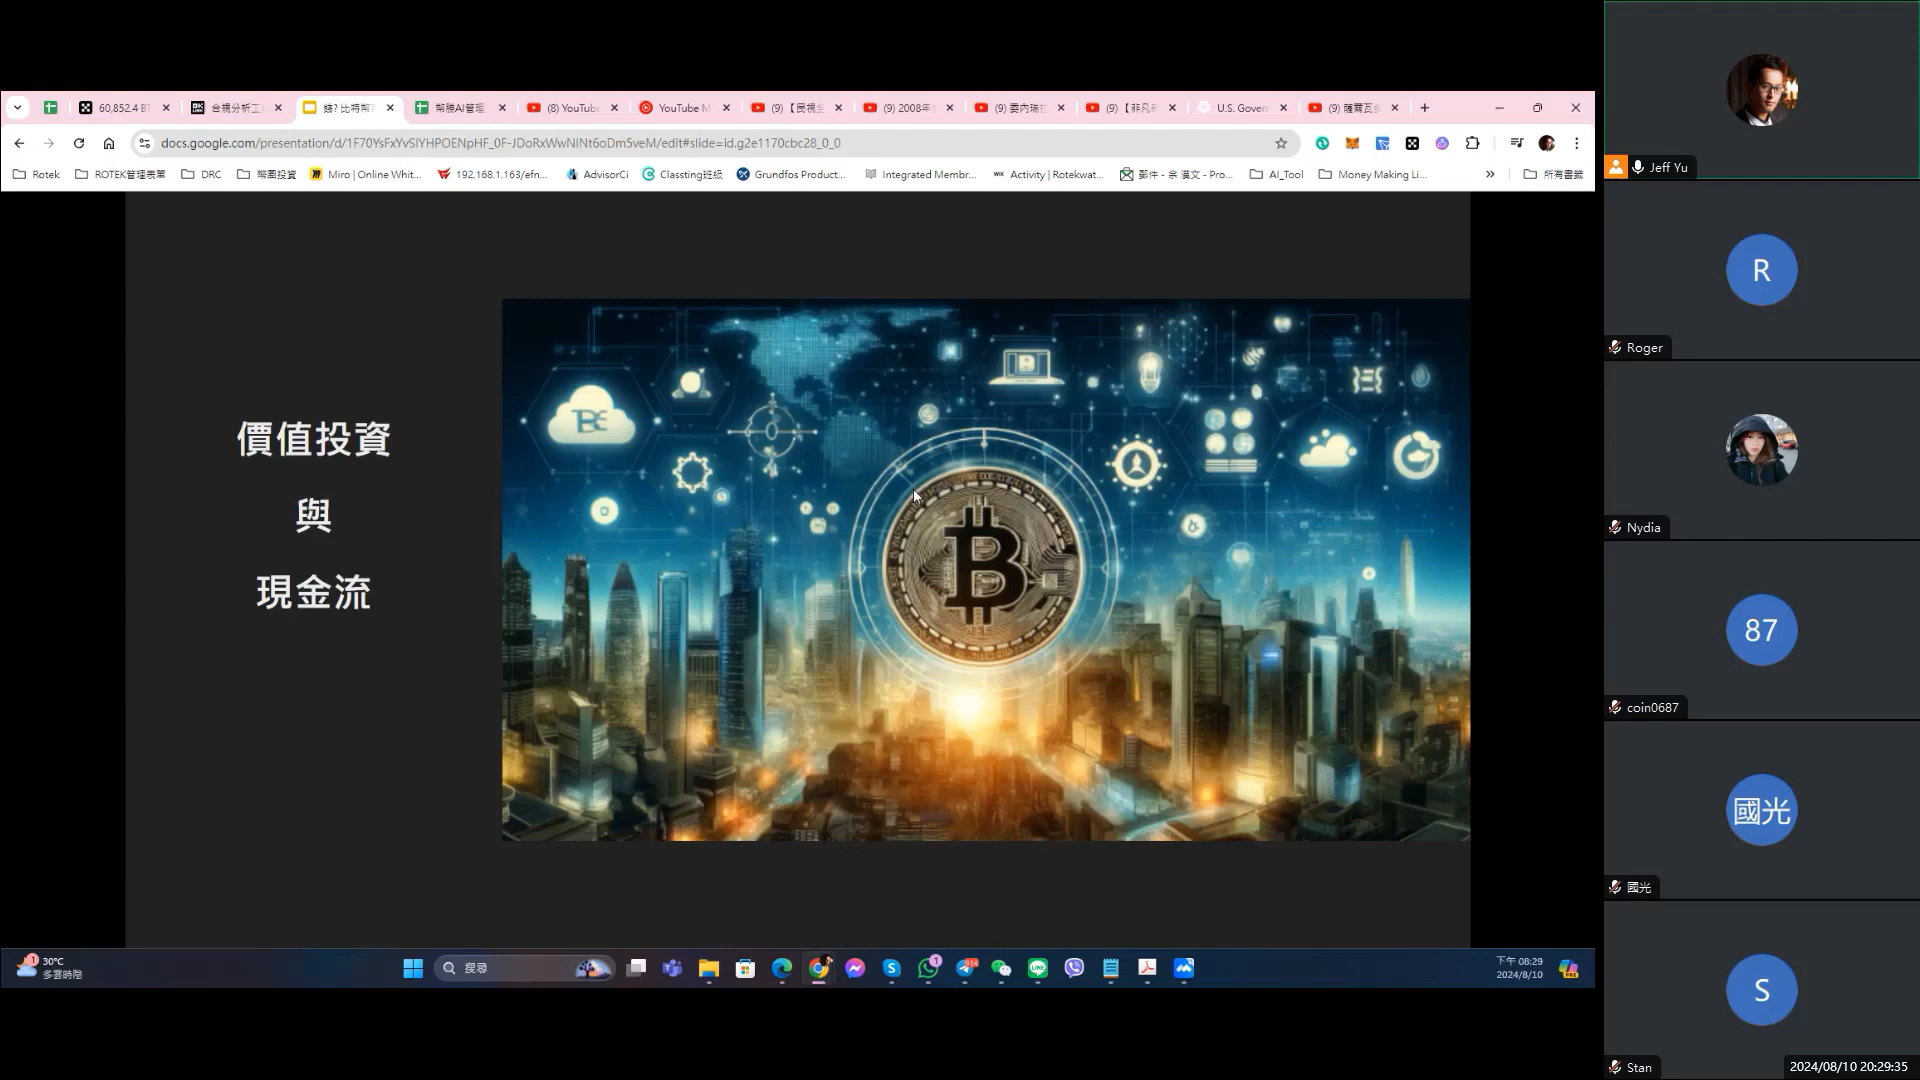 60,852.4 BT
合規分析工
錢? 比特幣?
幣勝AI管理
(8) YouTube
YouTube M
(9) 【民視全
(9) 2008年
(9) 委內瑞拉
(9) 【非凡
U.S. Gover
(9) 薩爾瓦多
docs.google.com/presentation/d/1F70YsFxYvSlYHPOENpHF_0F-JDoRxWwNINt6oDm5veM/edit#slide=id.g2e1170cbc28_0_0
Rotek
ROTEK管理表單
DRC
幣圈投資
Miro | Online Whit...
192.168.1.163/efn...
AdvisorCi
Classting班級
Grundfos Product...
Integrated Membr...
Activity | Rotekwat...
郵件 - 余 漢文 - Pro...
AI_Tool
Money Making Li...
所有書籤
價值投資
與
現金流
30°C
多雲時陰
搜尋
下午 08:29
2024/8/10
Jeff Yu
R
Roger
Nydia
87
coin0687
國光
國光
S
Stan
2024/08/10 20:29:35